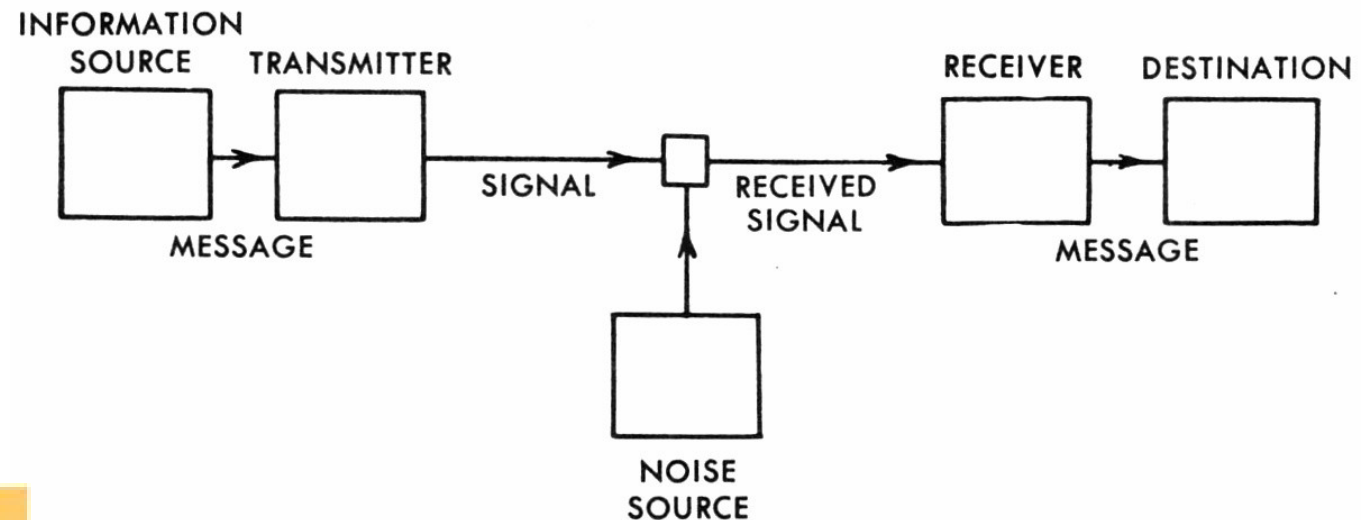 INFORMATION
SOURCE
TRANSMITTER
RECEIVER
DESTINATION
SIGNAL
RECEIVED
SIGNAL
MESSAGE
MESSAGE
NOISE
SOURCE